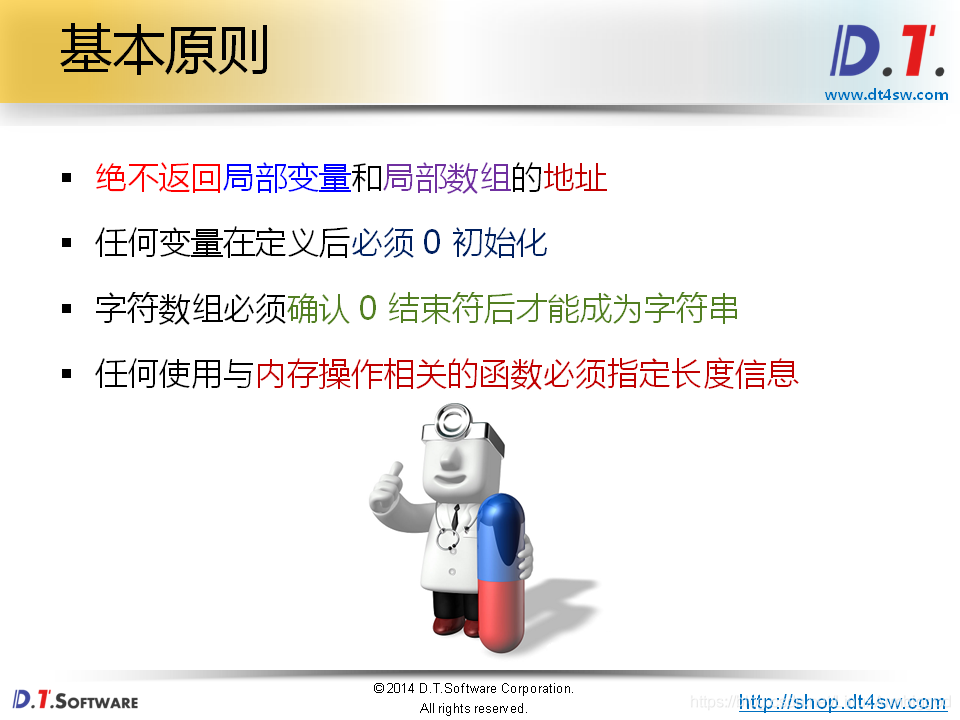 基本原则
D.T.
www.dt4sw.com
▪ 绝不返回局部变量和局部数组的地址
▪ 任何变量在定义后必须 0 初始化
▪ 字符数组必须确认 0 结束符后才能成为字符串
▪ 任何使用与内存操作相关的函数必须指定长度信息
D.T.SOFTWARE
©2014 D.T.Software Corporation.
All rights reserved.
http://shop.dt4sw.com